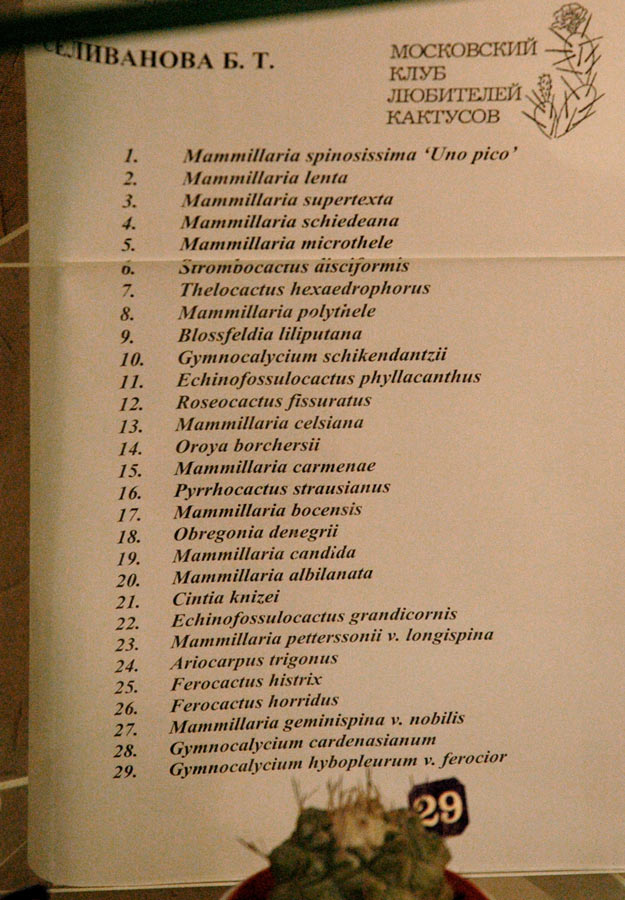 СЕЛИВАНОВА Б. Т.
МОСКОВСКИЙ
КЛУБ
ЛЮБИТЕЛЕЙ
КАКТУСОВ
1. Mammillaria spinosissima ‘Uno pico’
2. Mammillaria lenta
3. Mammillaria supertexta
4. Mammillaria schiedeana
5. Mammillaria microthele
6. Strombocactus disciformis
7. Thelocactus hexaedrophorus
8. Mammillaria polythele
9. Blossfeldia liliputana
10. Gymnocalycium schikendantzii
11. Echinofossulocactus phyllacanthus
12. Roseocactus fissuratus
13. Mammillaria celsiana
14. Oroya borchersii
15. Mammillaria carmenae
16. Pyrrhocactus strausianus
17. Mammillaria bocensis
18. Obregonia denegrii
19. Mammillaria candida
20. Mammillaria albilanata
21. Cintia knizei
22. Echinofossulocactus grandicornis
23. Mammillaria petterssonii v. longispina
24. Ariocarpus trigonus
25. Ferocactus histrix
26. Ferocactus horridus
27. Mammillaria geminispina v. nobilis
28. Gymnocalycium cardenasianum
29. Gymnocalycium hybopleurum v. ferocior
29